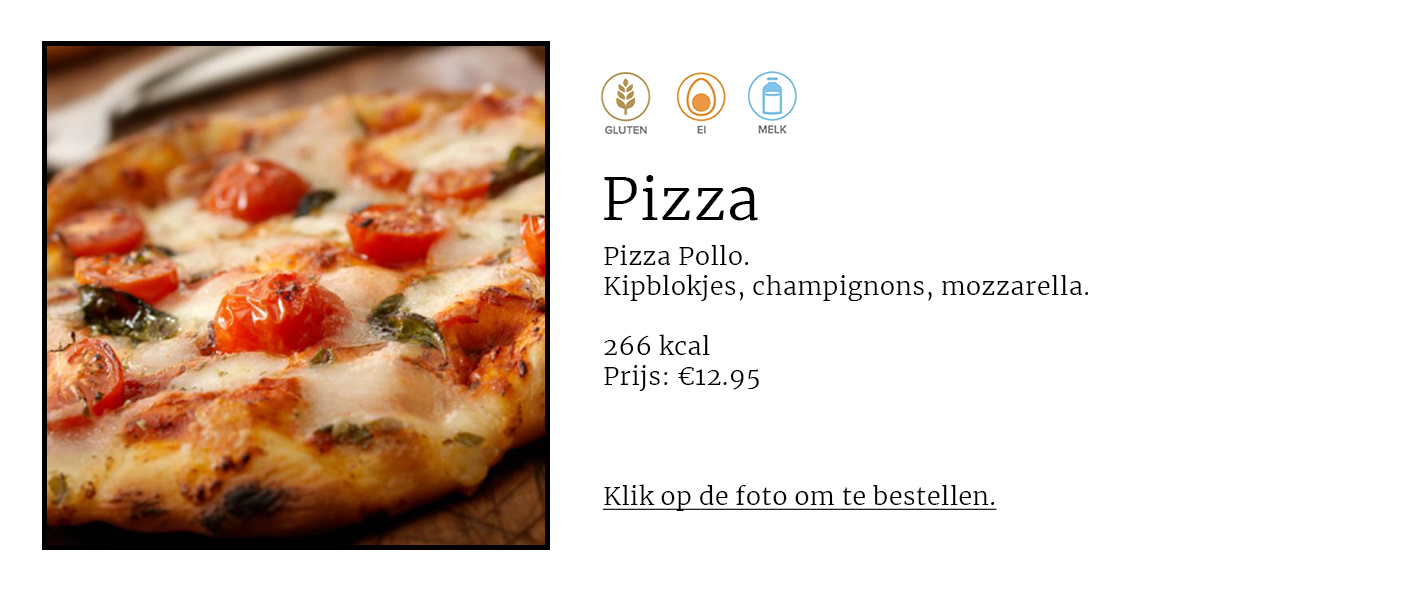 GLUTEN EI MELK
Pizza
Pizza Pollo.
Kipblokjes, champignons, mozzarella.
266 kcal
Prijs: €12.95
Klik op de foto om te bestellen.